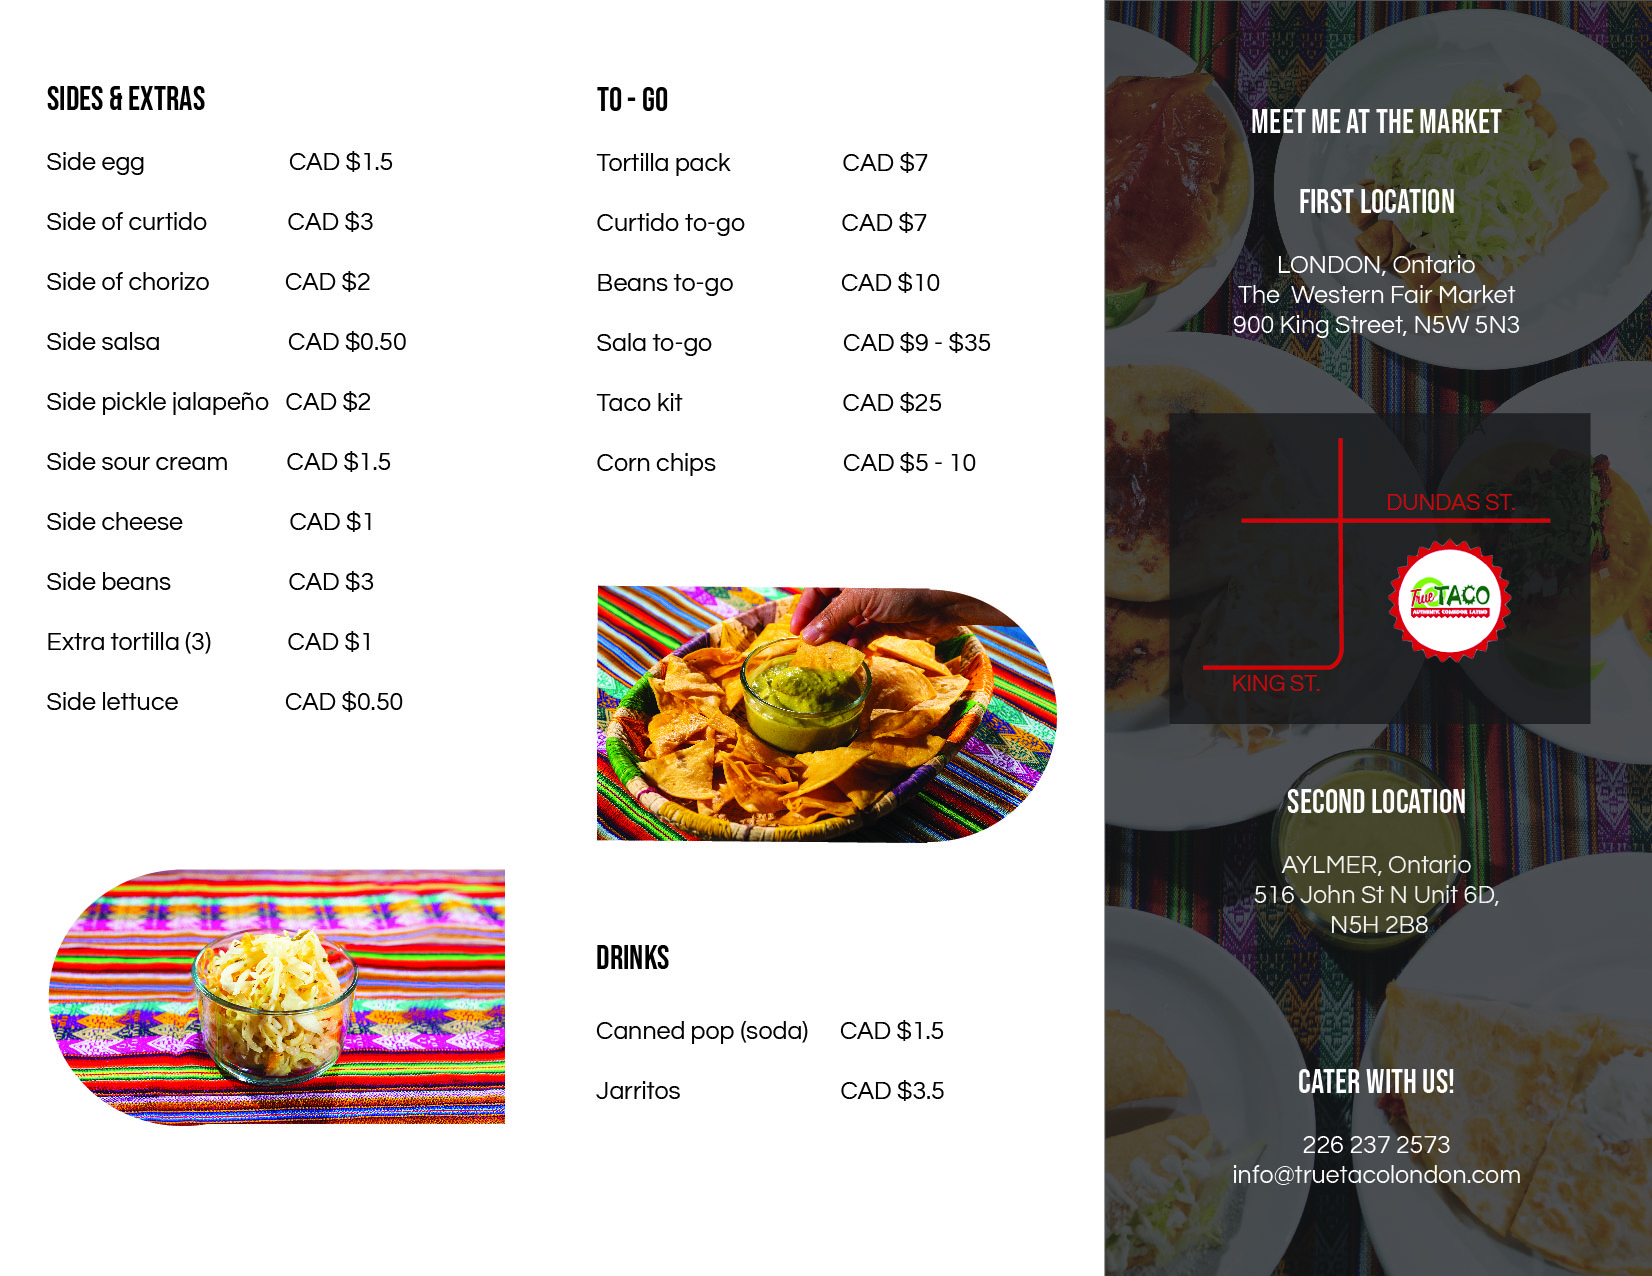 SIDES & EXTRAS
Side egg CAD $1.5
Side of curtido CAD $3
Side of chorizo CAD $2
Side salsa CAD $0.50
Side pickle jalapeño CAD $2
Side sour cream CAD $1.5
Side cheese CAD $1
Side beans CAD $3
Extra tortilla (3) CAD $1
Side lettuce CAD $0.50
TO - GO
Tortilla pack CAD $7
Curtido to-go CAD $7
Beans to-go CAD $10
Sala to-go CAD $9 - $35
Taco kit CAD $25
Corn chips CAD $5 - 10
DRINKS
Canned pop (soda) CAD $1.5
Jarritos CAD $3.5
MEET ME AT THE MARKET
FIRST LOCATION
LONDON, Ontario
The Western Fair Market
900 King Street, N5W 5N3
DUNDAS ST.
True TACO
AUTHENTIC COMEDOR LATINO
KING ST.
SECOND LOCATION
AYLMER, Ontario
516 John St N Unit 6D,
N5H 2B8
CATER WITH US!
226 237 2573
info@truetacolondon.com